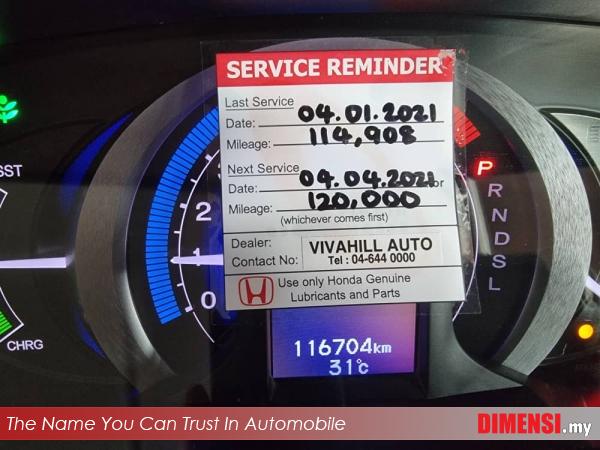 SERVICE REMINDER
Last Service
Date: 04.01.2021
Mileage: 114,908
Next Service
Date: 04.04.2021 or
Mileage: 120,000
(whichever comes first)
Dealer: VIVAHILL AUTO
Contact No: Tel : 04-644 0000
Use only Honda Genuine
Lubricants and Parts
SST
CHRG
2
1
0
P
R
N
D
S
L
116704km
31°c
The Name You Can Trust In Automobile
DIMENSI.my